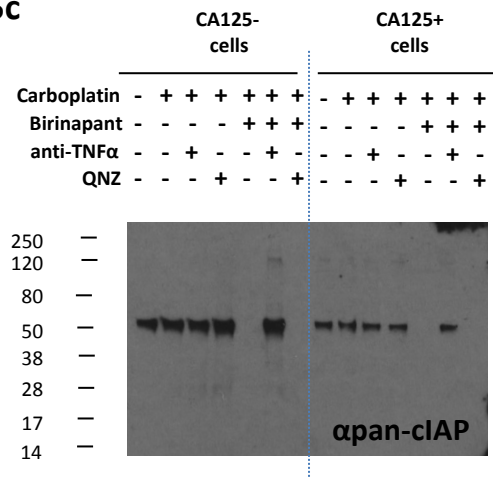 c
CA125- CA125+
cells cells
Carboplatin - + + + + + + - + + + + + +
Birinapant - - - - + + + - - - - + + +
anti-TNFα - - + - - + - - - + - - + -
QNZ - - - + - - + - - - + - - +
250
120
80
50
38
28
17
14
αpan-cIAP